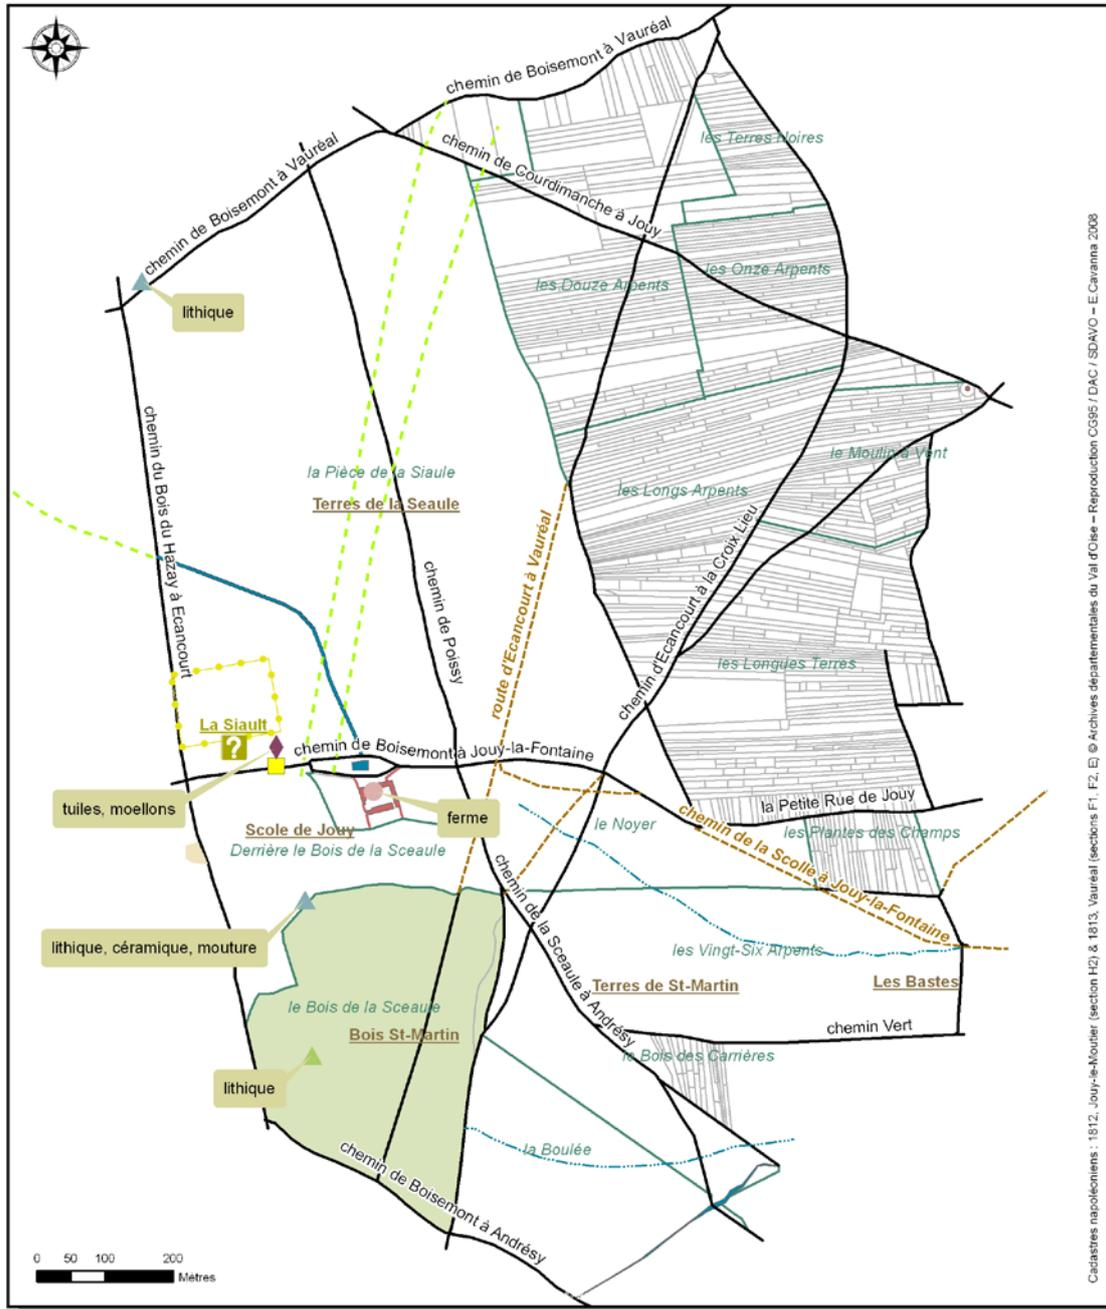 chemin de Boisemont à Vauréal
les Terres Noires
chemin de Courdimanche à Jouy
chemin de Boisemont à Vauréal
les Onze Arpents
les Douze Arpents
lithique
le Moulin à Vent
la Pièce de la Siaule
Terres de la Seaule
les Longs Arpents
chemin du Bois du Hazay à Ecancourt
chemin de Poissy
route d'Ecancourt à Vauréal
chemin d'Ecancourt à la Croix Lieu
les Longues Terres
La Siault
?
chemin de Boisemont à Jouy-la-Fontaine
tuiles, moellons
ferme
la Petite Rue de Jouy
Scole de Jouy
Derrière le Bois de la Sceaule
le Noyer
les Plantes des Champs
chemin de la Scolle à Jouy-la-Fontaine
lithique, céramique, mouture
chemin de la Sceaule à Andrésy
les Vingt-Six Arpents
Terres de St-Martin
Les Bastes
le Bois de la Sceaule
Bois St-Martin
chemin Vert
le Bois des Carrières
lithique
la Boulée
chemin de Boisemont à Andrésy
0 50 100 200
Mètres
Cadastres napoléoniens : 1812, Jouy-le-Moutier (section H2) & 1813, Vauréal (sections F1, F2, E) © Archives départementales du Val d'Oise – Reproduction CG95 / DAC / SDAVO – E.Cavanna 2008